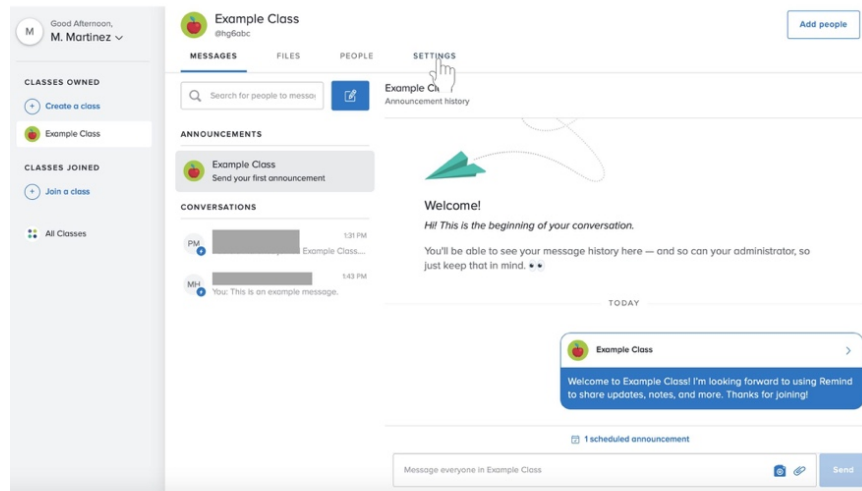 Good Afternoon,
M
M. Martinez
CLASSES OWNED
Create a class
Example Class
CLASSES JOINED
Join a class
All Classes
Example Class
@hg6abc
Add people
MESSAGES FILES PEOPLE SETTINGS
Search for people to messa
ANNOUNCEMENTS
Example Class
Send your first announcement
CONVERSATIONS
PM
1:31 PM
Example Class....
MH
1:43 PM
You: This is an example message.
Example Cl
Announcement history
Welcome!
Hi! This is the beginning of your conversation.
You'll be able to see your message history here — and so can your administrator, so
just keep that in mind. 👀
TODAY
Example Class
Welcome to Example Class! I'm looking forward to using Remind
to share updates, notes, and more. Thanks for joining!
1 scheduled announcement
Message everyone in Example Class
Send